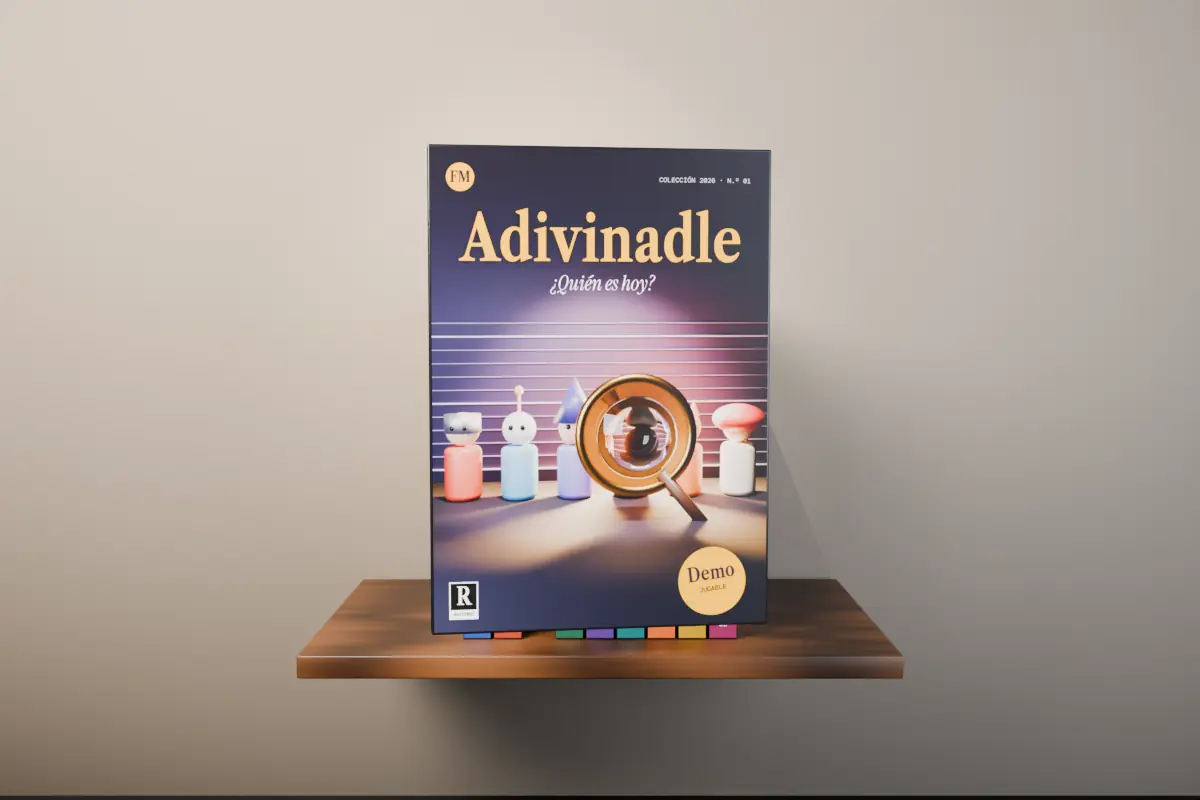 FM
COLECCIÓN 2026 · N.º 01
Adivinadle
¿Quién es hoy?
Demo
JUGABLE
R